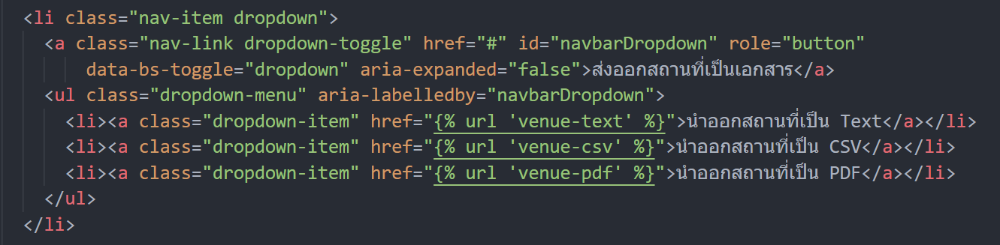 <li class="nav-item dropdown">
<a class="nav-link dropdown-toggle" href="#" id="navbarDropdown" role="button"
data-bs-toggle="dropdown" aria-expanded="false">ส่งออกสถานที่เป็นเอกสาร</a>
<ul class="dropdown-menu" aria-labelledby="navbarDropdown">
<li><a class="dropdown-item" href="{% url 'venue-text' %}">นำออกสถานที่เป็น Text</a></li>
<li><a class="dropdown-item" href="{% url 'venue-csv' %}">นำออกสถานที่เป็น CSV</a></li>
<li><a class="dropdown-item" href="{% url 'venue-pdf' %}">นำออกสถานที่เป็น PDF</a></li>
</ul>
</li>